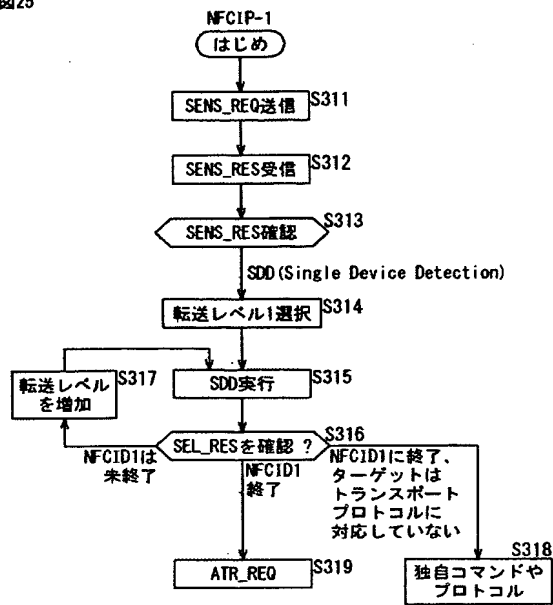 図25
NFCIP-1
はじめ
SENS_REQ送信
S311
SENS_RES受信
S312
SENS_RES確認
S313
SDD(Single Device Detection)
転送レベル1選択
S314
転送レベル
を増加
S317
SDD実行
S315
SEL_RESを確認 ?
S316
NFCID1は
未終了
NFCID1
終了
NFCID1に終了、
ターゲットは
トランスポート
プロトコルに
対応していない
ATR_REQ
S319
S318
独自コマンドや
プロトコル